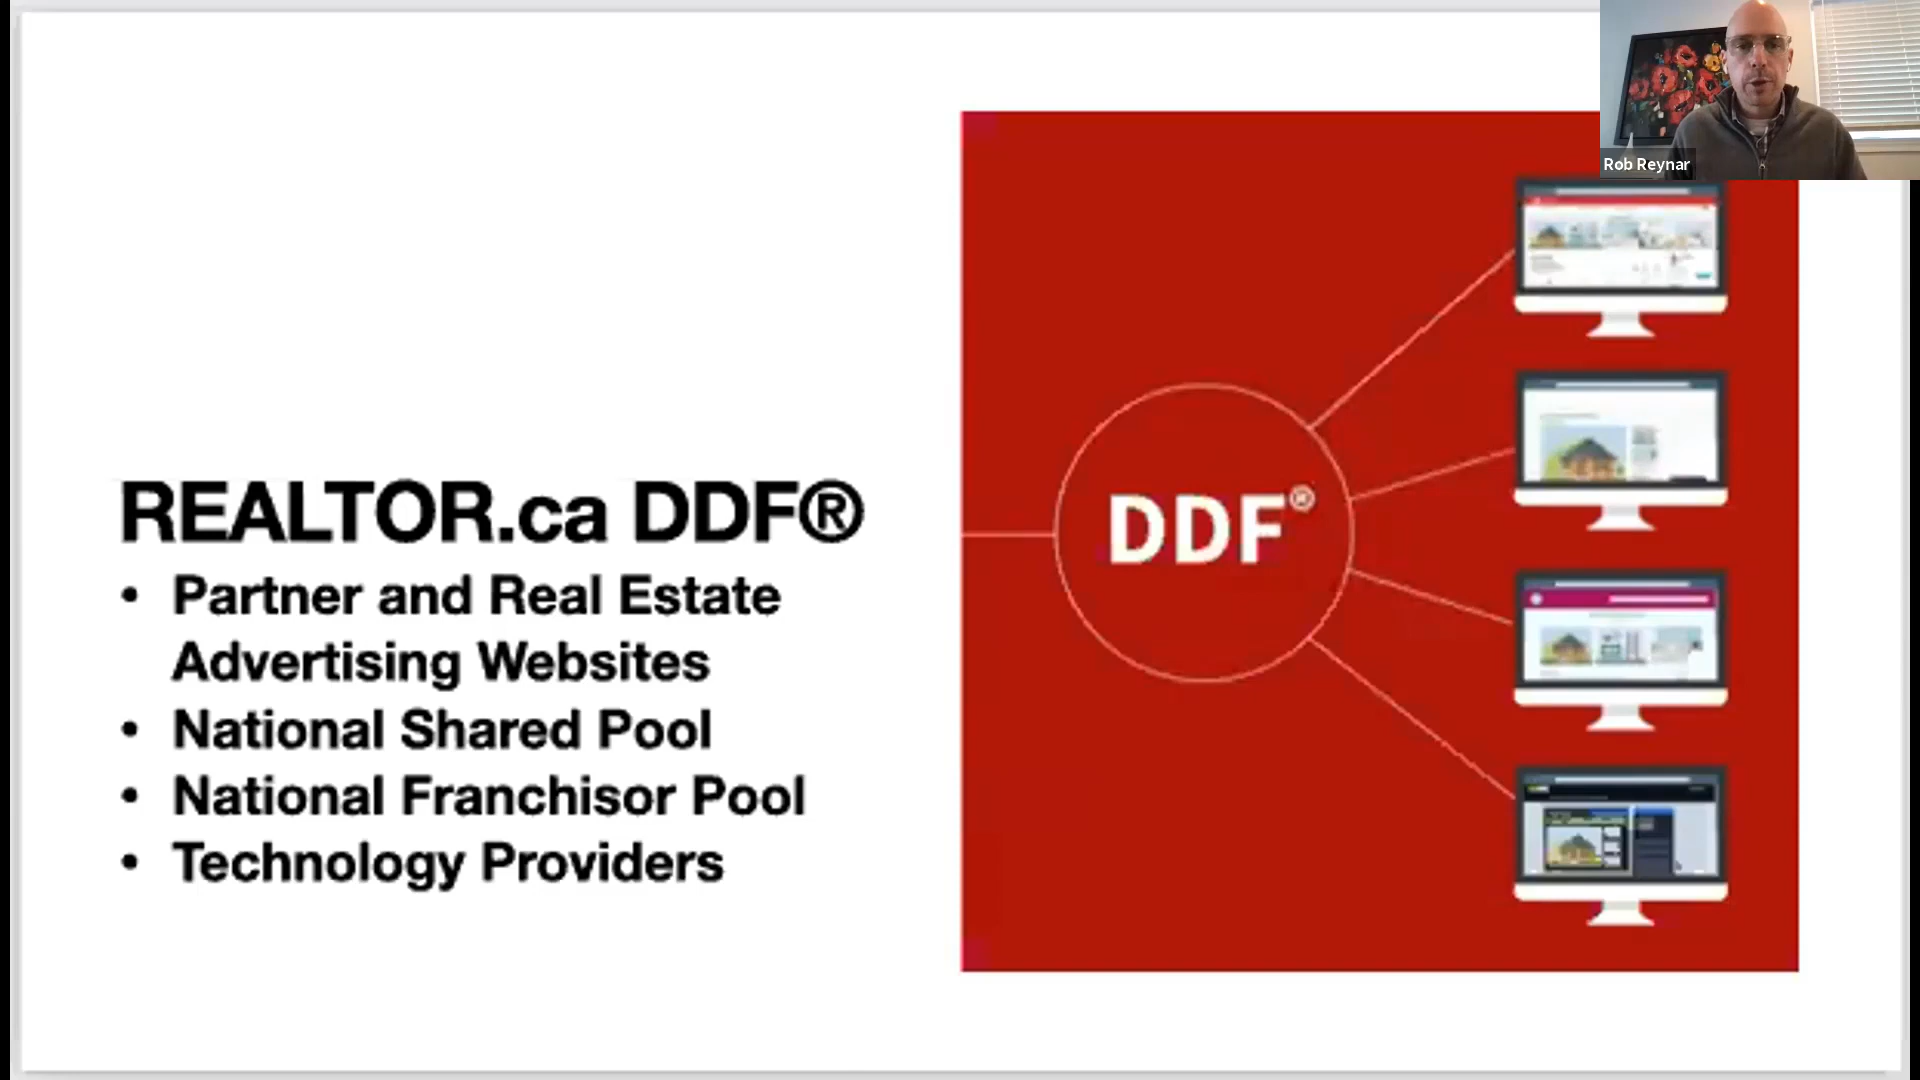 Rob Reynar
REALTOR.ca DDF®
• Partner and Real Estate
Advertising Websites
• National Shared Pool
• National Franchisor Pool
• Technology Providers
DDF®